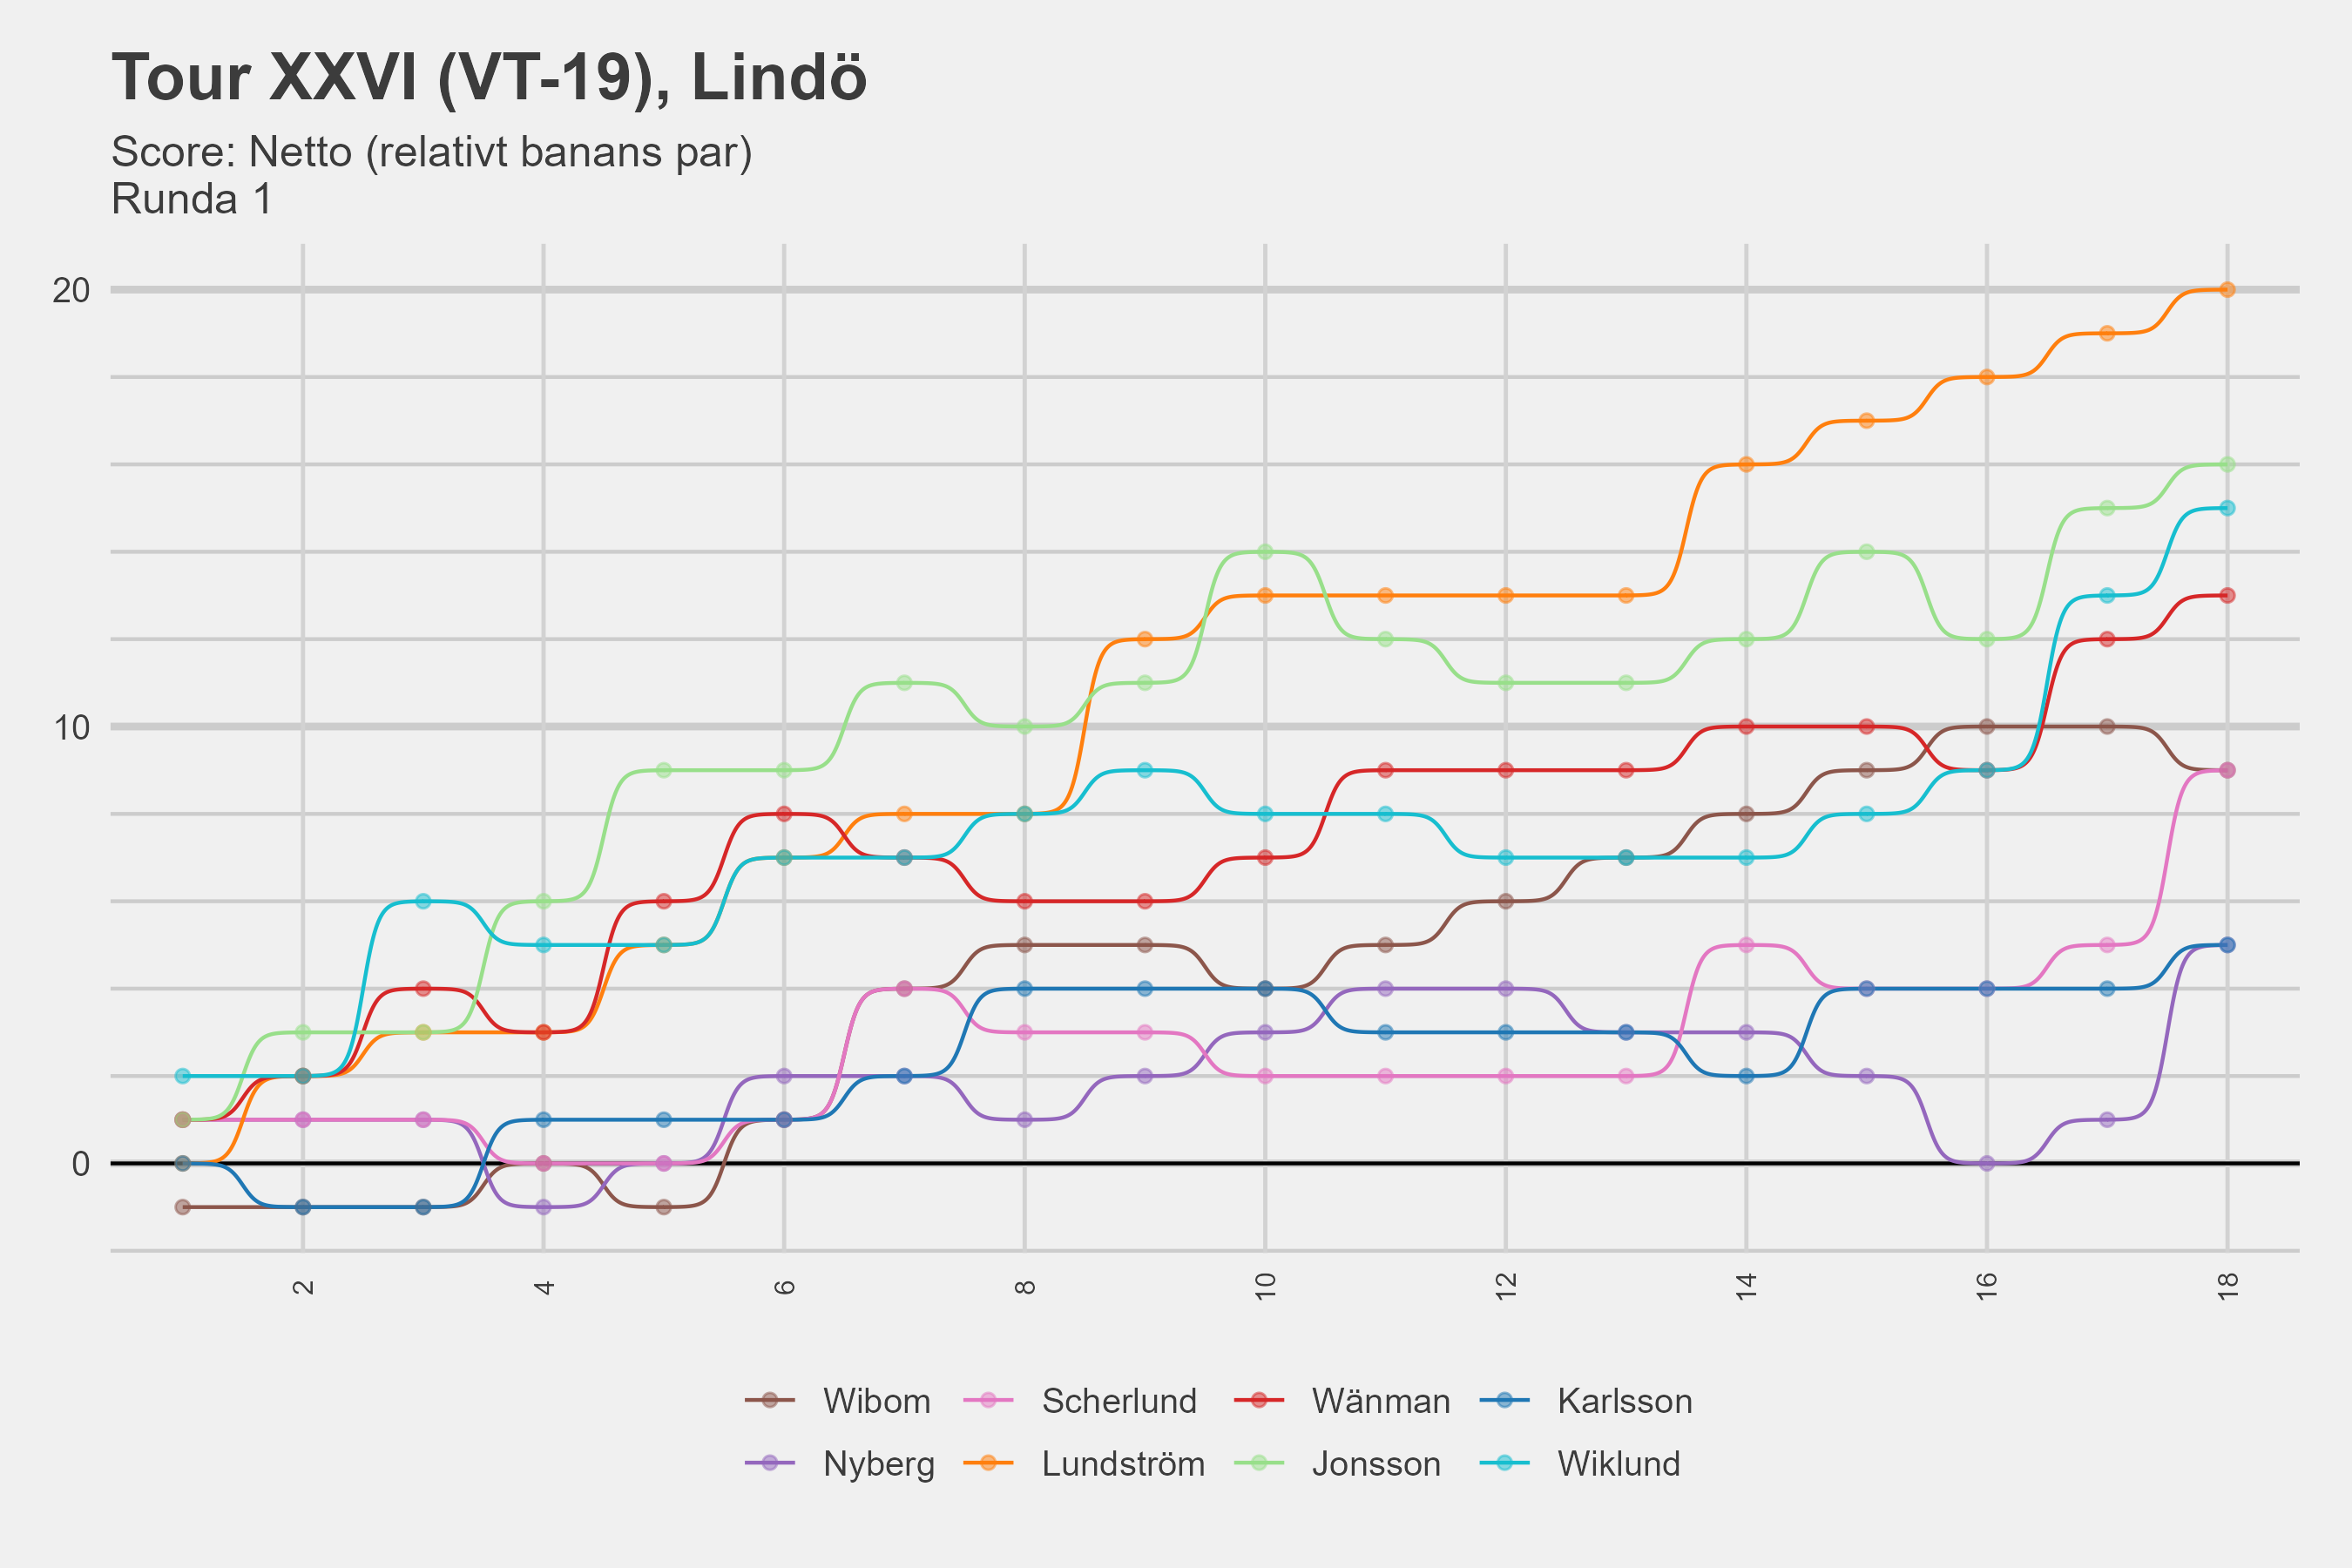 Tour XXVI (VT-19), Lindö
Score: Netto (relativt banans par)
Runda 1
20
10
0
2 4 6 8 10 12 14 16 18
Wibom Scherlund Wänman Karlsson
Nyberg Lundström Jonsson Wiklund